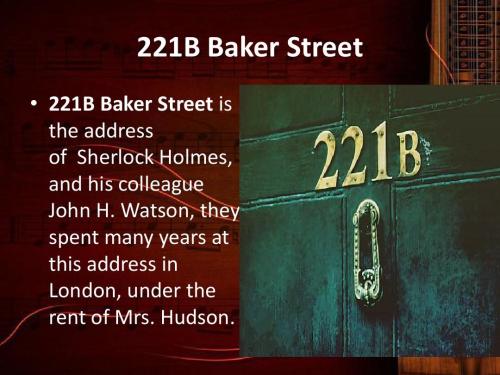 221B Baker Street
• 221B Baker Street is
the address
of Sherlock Holmes,
and his colleague
John H. Watson, they
spent many years at
this address in
London, under the
rent of Mrs. Hudson.
221B